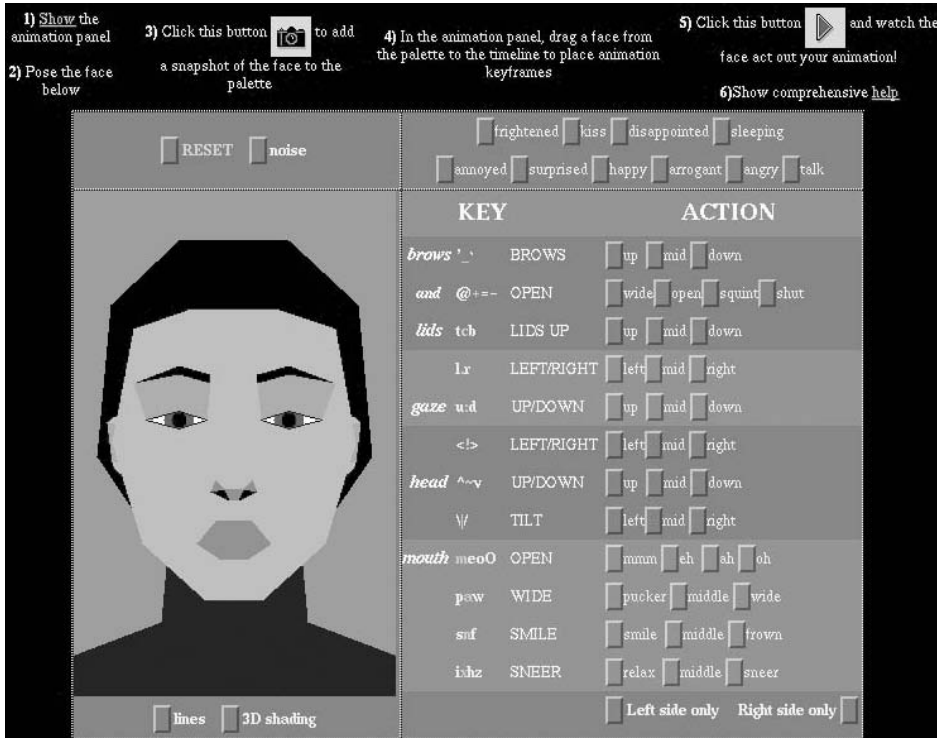 1) Show the
animation panel
2) Pose the face
below
3) Click this button to add
a snapshot of the face to the
palette
4) In the animation panel, drag a face from
the palette to the timeline to place animation
keyframes
5) Click this button and watch the
face act out your animation!
6)Show comprehensive help
RESET noise
frightened kiss disappointed sleeping
annoyed surprised happy arrogant angry talk
KEY ACTION
brows '_' BROWS up mid down
and @+=- OPEN wide open squint shut
lids tcb LIDS UP up mid down
l.r LEFT/RIGHT left mid right
gaze u:d UP/DOWN up mid down
<!> LEFT/RIGHT left mid right
head ^~v UP/DOWN up mid down
\|/ TILT left mid right
mouth meoO OPEN mmm eh ah oh
paw WIDE pucker middle wide
snf SMILE smile middle frown
ixhz SNEER relax middle sneer
lines 3D shading
Left side only Right side only